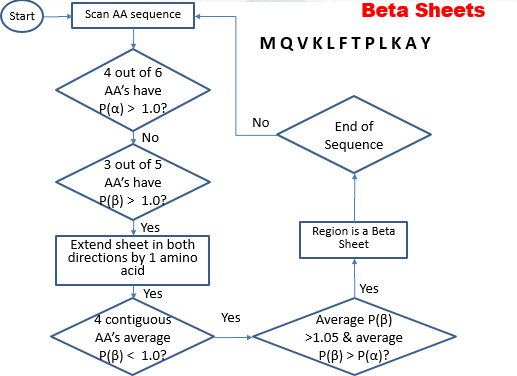 Beta Sheets
Start
Scan AA sequence
M Q V K L F T P L K A Y
4 out of 6
AA's have
P(α) > 1.0?
No
3 out of 5
AA's have
P(β) > 1.0?
Yes
Extend sheet in both
directions by 1 amino
acid
Yes
4 contiguous
AA's average
P(β) < 1.0?
Yes
Average P(β)
>1.05 & average
P(β) > P(α)?
Yes
Region is a Beta
Sheet
End of
Sequence
No